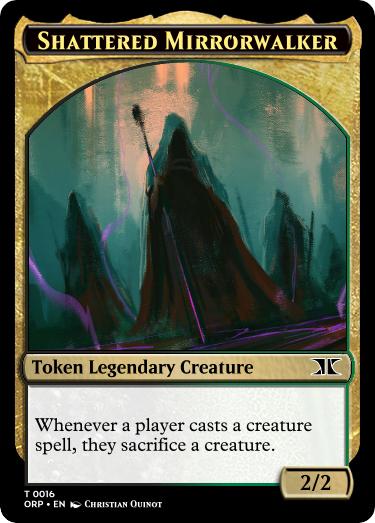 Shattered Mirrorwalker
Token Legendary Creature
Whenever a player casts a creature
spell, they sacrifice a creature.
2/2
T 0016
ORP • EN Christian Quinot